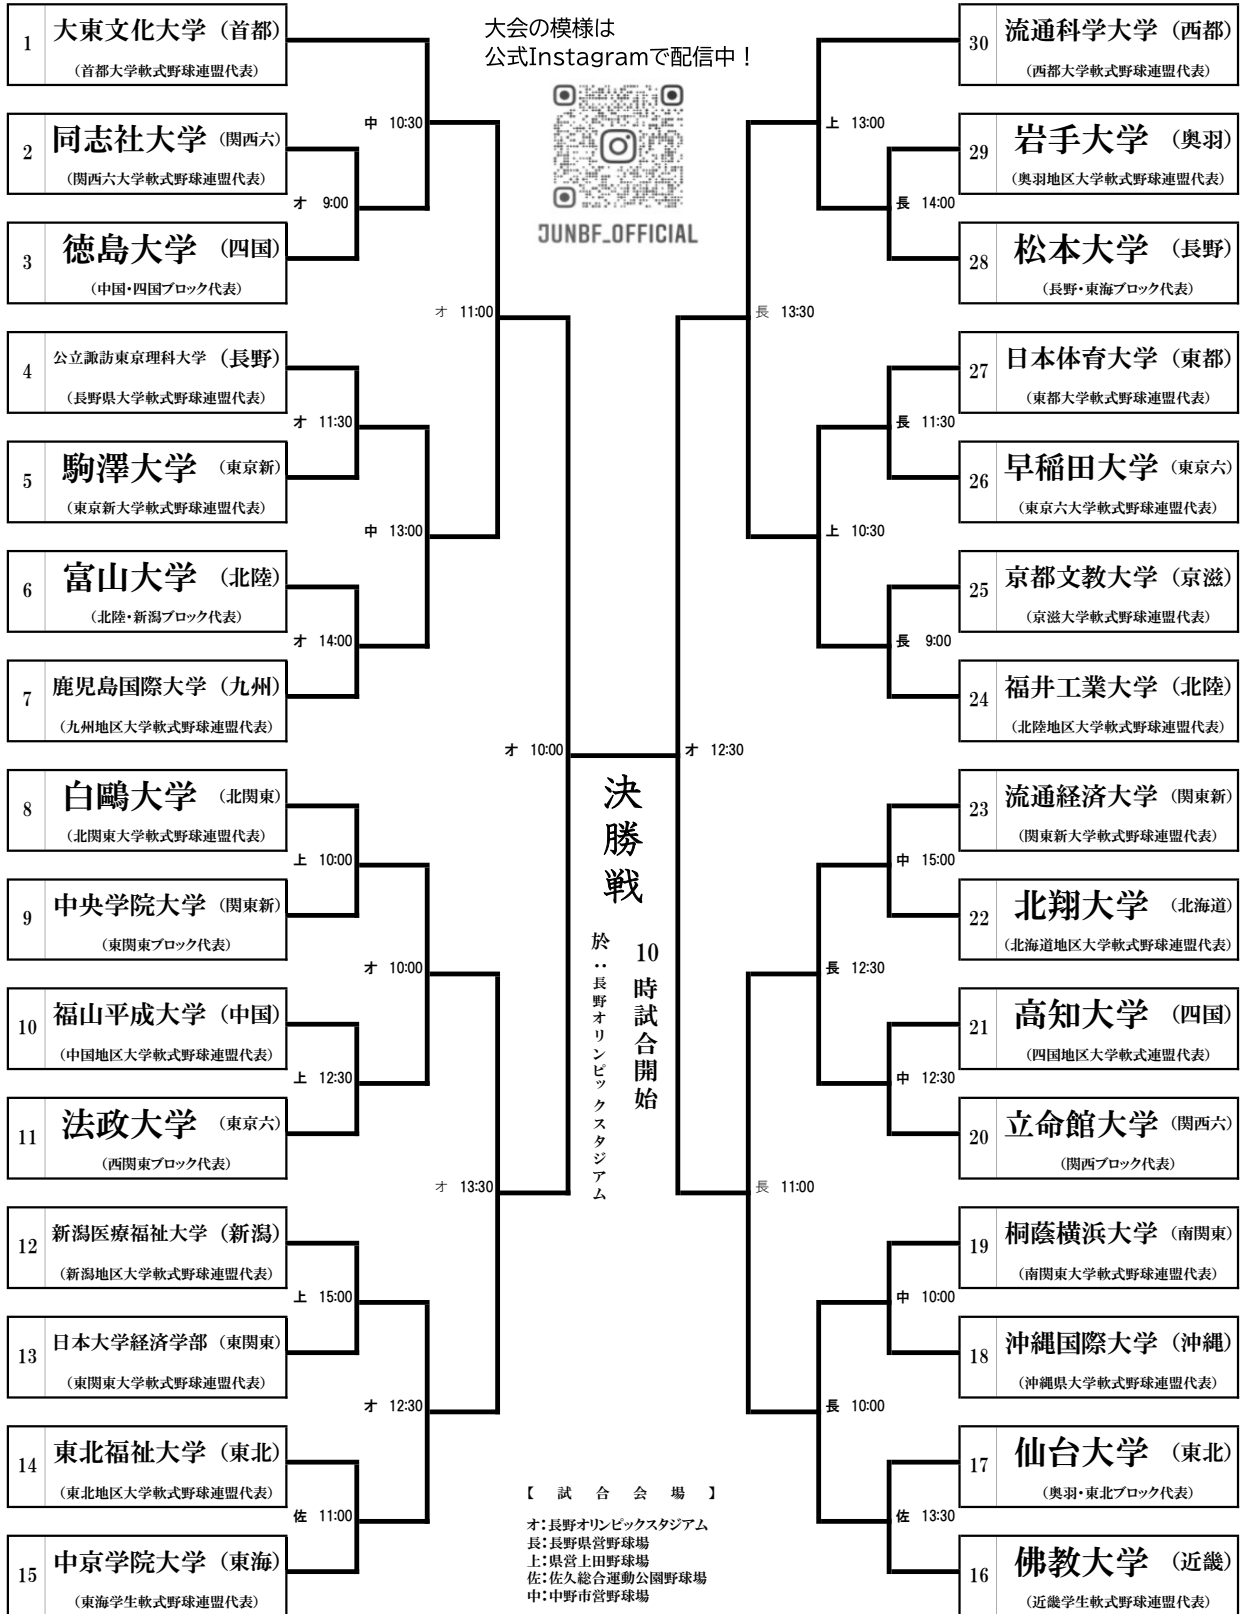 大会の模様は
公式Instagramで配信中！
JUNBF_OFFICIAL
1 大東文化大学（首都）
（首都大学軟式野球連盟代表）
中 10:30
2 同志社大学（関西六）
（関西六大学軟式野球連盟代表）
オ 9:00
3 徳島大学（四国）
（中国・四国ブロック代表）
オ 11:00
4 公立諏訪東京理科大学（長野）
（長野県大学軟式野球連盟代表）
オ 11:30
5 駒澤大学（東京新）
（東京新大学軟式野球連盟代表）
中 13:00
6 富山大学（北陸）
（北陸・新潟ブロック代表）
オ 14:00
7 鹿児島国際大学（九州）
（九州地区大学軟式野球連盟代表）
オ 10:00
8 白鷗大学（北関東）
（北関東大学軟式野球連盟代表）
上 10:00
9 中央学院大学（関東新）
（東関東ブロック代表）
オ 10:00
10 福山平成大学（中国）
（中国地区大学軟式野球連盟代表）
上 12:30
11 法政大学（東京六）
（西関東ブロック代表）
オ 13:30
12 新潟医療福祉大学（新潟）
（新潟地区大学軟式野球連盟代表）
上 15:00
13 日本大学経済学部（東関東）
（東関東大学軟式野球連盟代表）
オ 12:30
14 東北福祉大学（東北）
（東北地区大学軟式野球連盟代表）
佐 11:00
15 中京学院大学（東海）
（東海学生軟式野球連盟代表）
決勝戦
10時試合開始
於：長野オリンピックスタジアム
30 流通科学大学（西都）
（西都大学軟式野球連盟代表）
上 13:00
29 岩手大学（奥羽）
（奥羽地区大学軟式野球連盟代表）
長 14:00
28 松本大学（長野）
（長野・東海ブロック代表）
長 13:30
27 日本体育大学（東都）
（東都大学軟式野球連盟代表）
長 11:30
26 早稲田大学（東京六）
（東京六大学軟式野球連盟代表）
上 10:30
25 京都文教大学（京滋）
（京滋大学軟式野球連盟代表）
長 9:00
24 福井工業大学（北陸）
（北陸地区大学軟式野球連盟代表）
オ 12:30
23 流通経済大学（関東新）
（関東新大学軟式野球連盟代表）
中 15:00
22 北翔大学（北海道）
（北海道地区大学軟式野球連盟代表）
長 12:30
21 高知大学（四国）
（四国地区大学軟式連盟代表）
中 12:30
20 立命館大学（関西六）
（関西ブロック代表）
長 11:00
19 桐蔭横浜大学（南関東）
（南関東大学軟式野球連盟代表）
中 10:00
18 沖縄国際大学（沖縄）
（沖縄県大学軟式野球連盟代表）
長 10:00
17 仙台大学（東北）
（奥羽・東北ブロック代表）
佐 13:30
16 佛教大学（近畿）
（近畿学生軟式野球連盟代表）
【 試 合 会 場 】
オ：長野オリンピックスタジアム
長：長野県営野球場
上：県営上田野球場
佐：佐久総合運動公園野球場
中：中野市営野球場